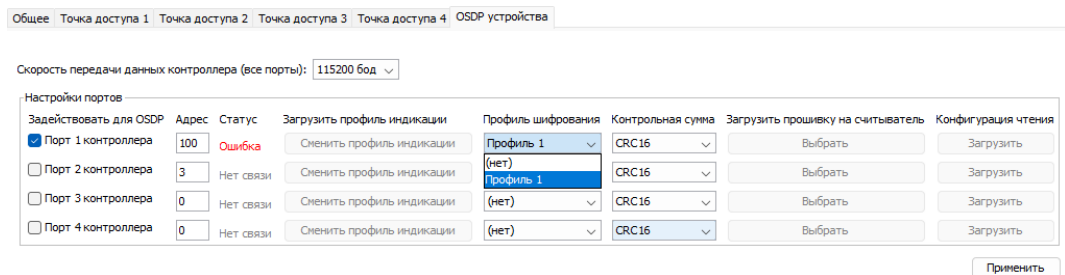 Общее Точка доступа 1 Точка доступа 2 Точка доступа 3 Точка доступа 4 OSDP устройства
Скорость передачи данных контроллера (все порты): 115200 бод
Настройки портов
Задействовать для OSDP Адрес Статус Загрузить профиль индикации Профиль шифрования Контрольная сумма Загрузить прошивку на считыватель Конфигурация чтения
Порт 1 контроллера 100 Ошибка Сменить профиль индикации Профиль 1 CRC16 Выбрать Загрузить
(нет)
Порт 2 контроллера 3 Нет связи Сменить профиль индикации Профиль 1 CRC16 Выбрать Загрузить
Порт 3 контроллера 0 Нет связи Сменить профиль индикации (нет) CRC16 Выбрать Загрузить
Порт 4 контроллера 0 Нет связи Сменить профиль индикации (нет) CRC16 Выбрать Загрузить
Применить